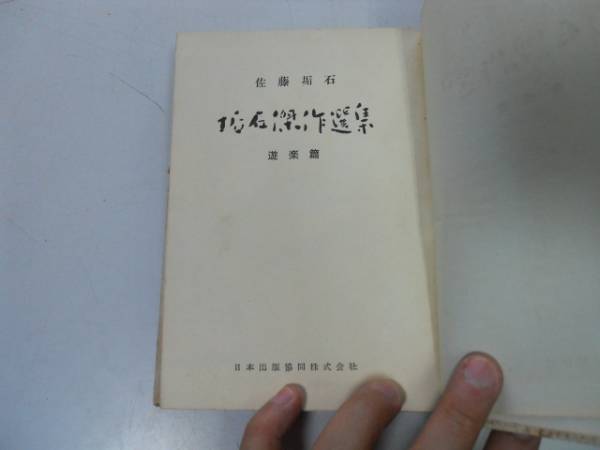 佐藤垢石
垢石傑作選集
遊楽篇
日本出版協同株式会社